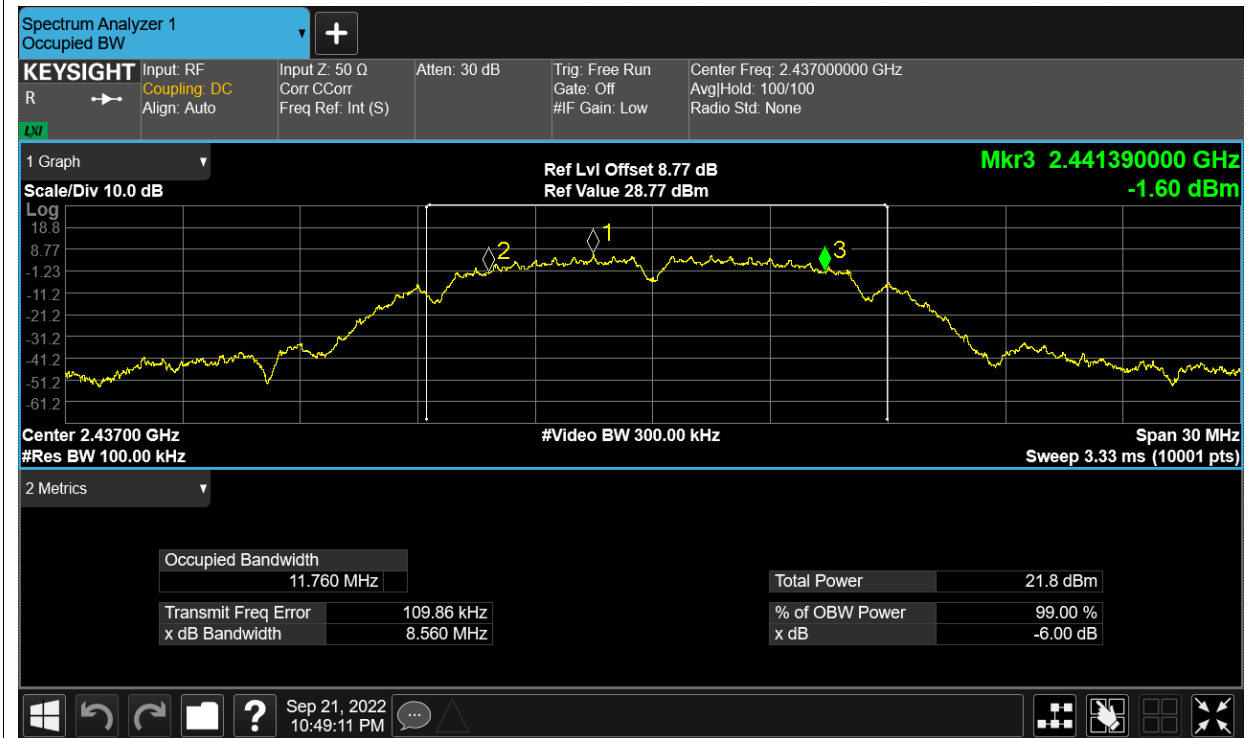 Spectrum Analyzer 1
Occupied BW
KEYSIGHT
R
LXI
Input: RF
Coupling: DC
Align: Auto
Input Z: 50 Ω
Corr CCorr
Freq Ref: Int (S)
Atten: 30 dB
Trig: Free Run
Gate: Off
#IF Gain: Low
Center Freq: 2.437000000 GHz
Avg|Hold: 100/100
Radio Std: None
1 Graph
Scale/Div 10.0 dB
Ref Lvl Offset 8.77 dB
Ref Value 28.77 dBm
Mkr3 2.441390000 GHz
-1.60 dBm
Log
18.8
8.77
-1.23
-11.2
-21.2
-31.2
-41.2
-51.2
-61.2
2
1
3
Center 2.43700 GHz
#Video BW 300.00 kHz
Span 30 MHz
#Res BW 100.00 kHz
Sweep 3.33 ms (10001 pts)
2 Metrics
Occupied Bandwidth
11.760 MHz
Total Power 21.8 dBm
Transmit Freq Error 109.86 kHz
% of OBW Power 99.00 %
x dB Bandwidth 8.560 MHz
x dB -6.00 dB
?
Sep 21, 2022
10:49:11 PM